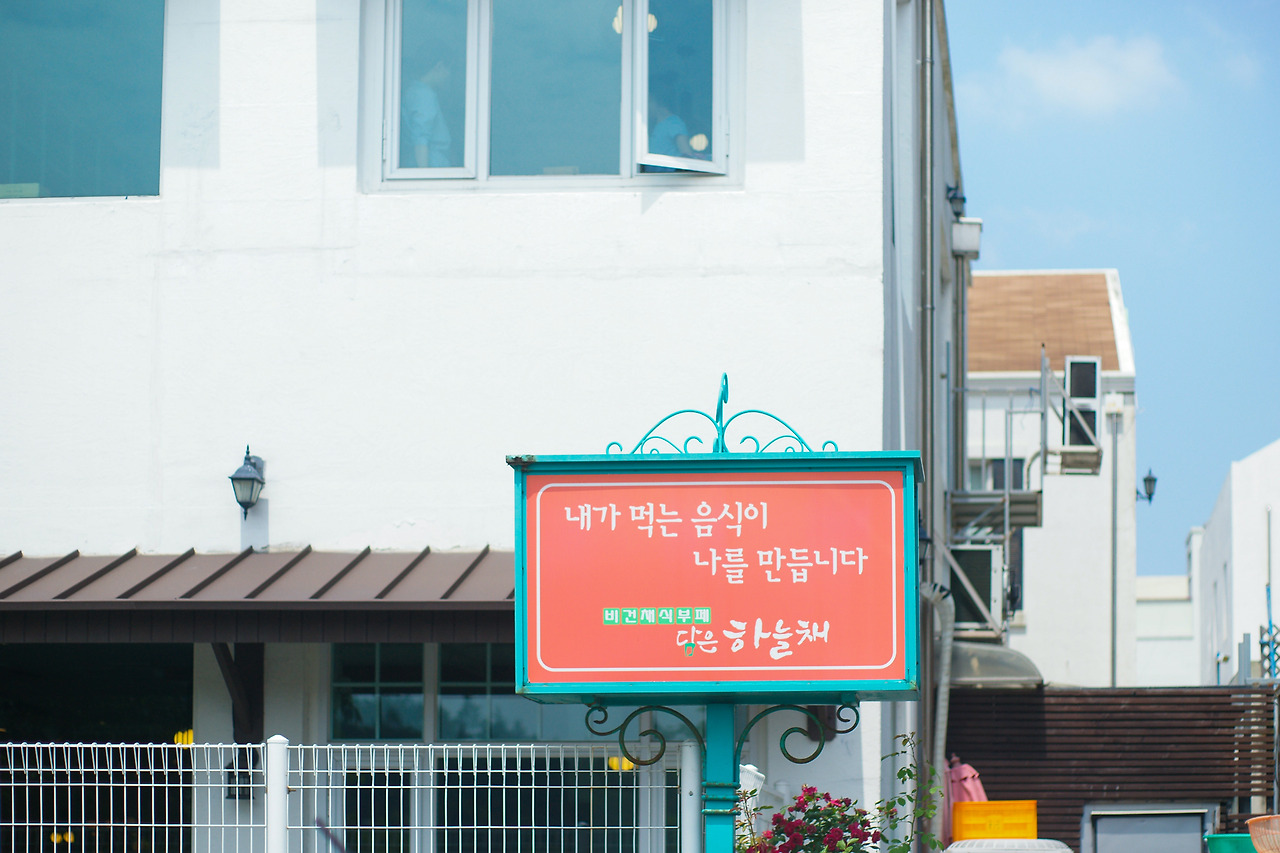 내가 먹는 음식이
나를 만듭니다
비건채식부페
담은 하늘채